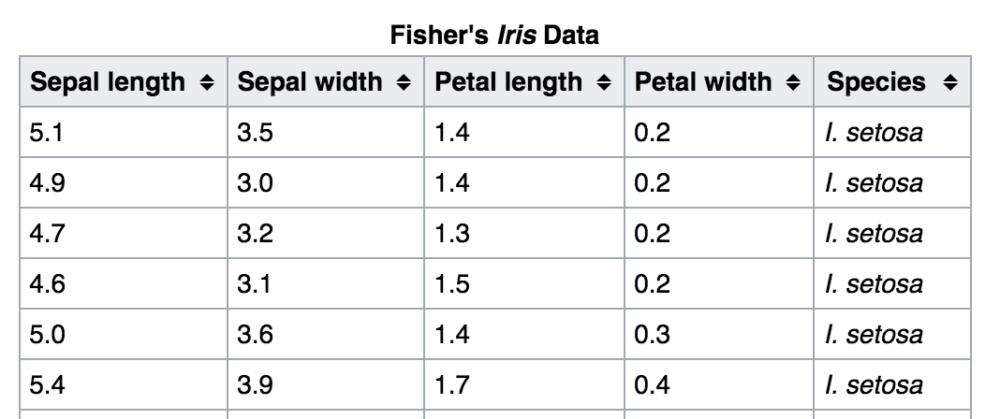 Fisher's Iris Data
Sepal length Sepal width Petal length Petal width Species
5.1 3.5 1.4 0.2 I. setosa
4.9 3.0 1.4 0.2 I. setosa
4.7 3.2 1.3 0.2 I. setosa
4.6 3.1 1.5 0.2 I. setosa
5.0 3.6 1.4 0.3 I. setosa
5.4 3.9 1.7 0.4 I. setosa